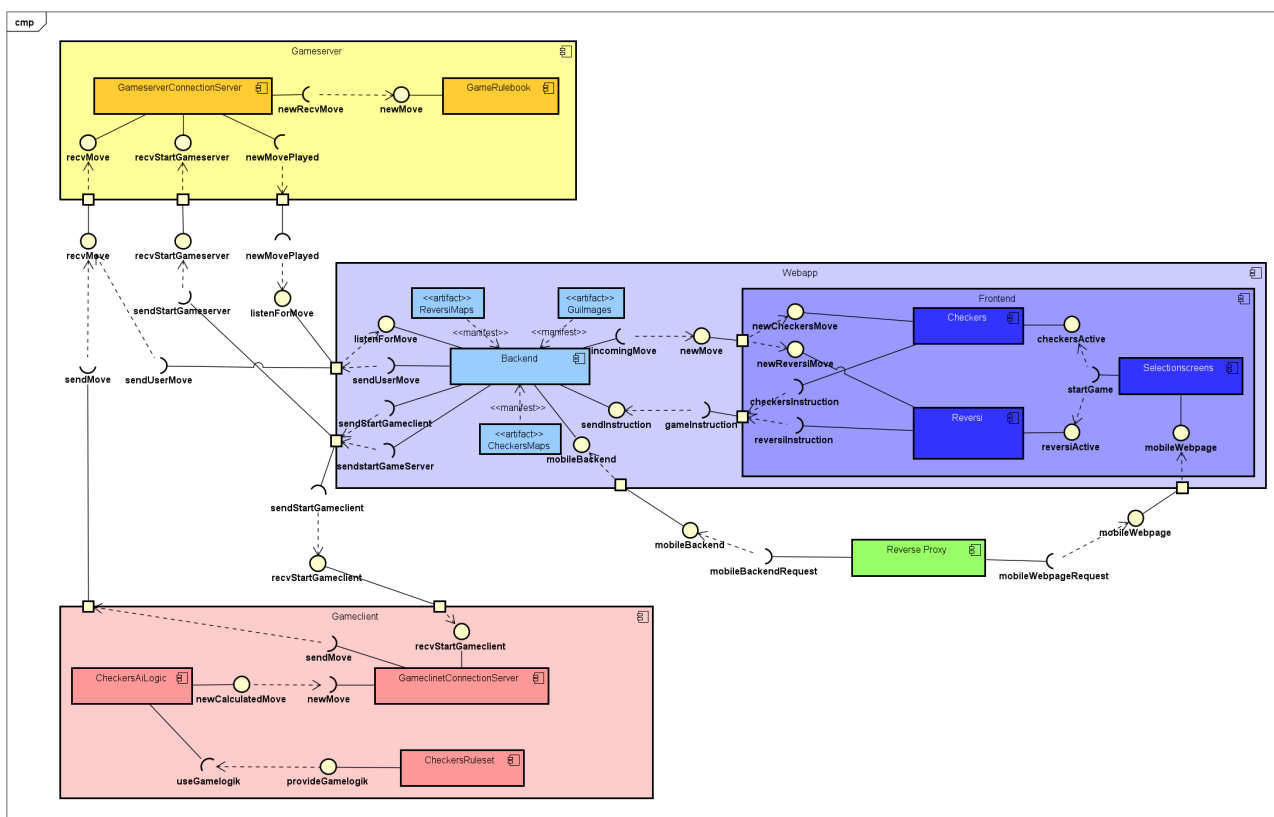 cmp
Gameserver
GameserverConnectionServer
GameRulebook
newRecvMove
newMove
recvMove
recvStartGameserver
newMovePlayed
recvMove
recvStartGameserver
newMovePlayed
sendStartGameserver
listenForMove
sendMove
sendUserMove
Webapp
<<artifact>>
ReversiMaps
<<artifact>>
GuiImages
<<manifest>>
<<manifest>>
listenForMove
incomingMove
newMove
Backend
sendUserMove
sendStartGameclient
<<manifest>>
<<artifact>>
CheckersMaps
sendstartGameServer
sendInstruction
gameInstruction
mobileBackend
Frontend
newCheckersMove
Checkers
checkersActive
newReversiMove
Selectionscreens
startGame
checkersInstruction
Reversi
reversiInstruction
reversiActive
mobileWebpage
sendStartGameclient
recvStartGameclient
mobileBackend
mobileBackendRequest
Reverse Proxy
mobileWebpage
mobileWebpageRequest
Gameclient
sendMove
recvStartGameclient
CheckersAiLogic
newCalculatedMove
newMove
GameclinetConnectionServer
useGamelogik
provideGamelogik
CheckersRuleset